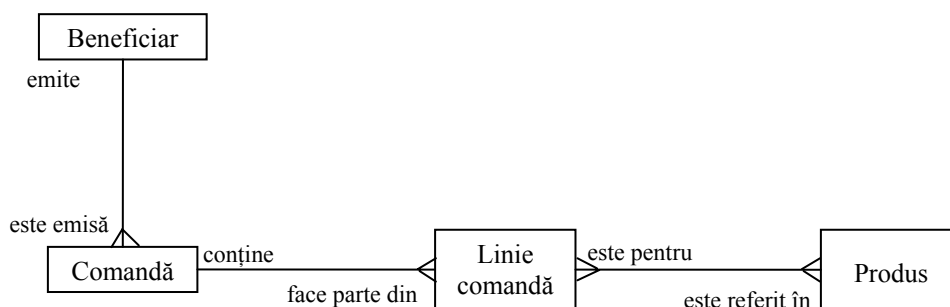 Beneficiar
emite
este emisă
Comandă
conține
face parte din
Linie
comandă
este pentru
este referit în
Produs